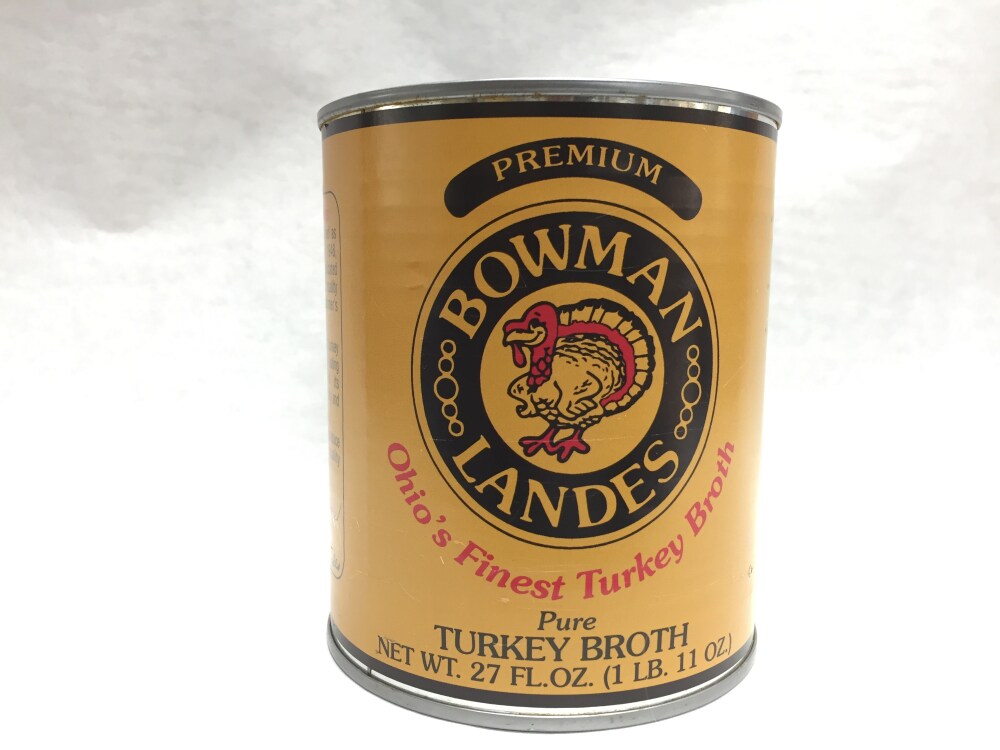 PREMIUM
BOWMAN
LANDES
Ohio's Finest Turkey Broth
Pure
TURKEY BROTH
NET WT. 27 FL.OZ. (1 LB. 11 OZ.)